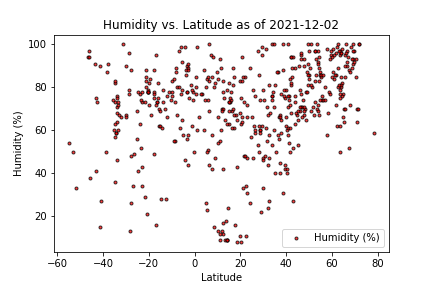 Humidity vs. Latitude as of 2021-12-02
Humidity (%)
100
80
60
40
20
−60 −40 −20 0 20 40 60 80
Latitude
Humidity (%)